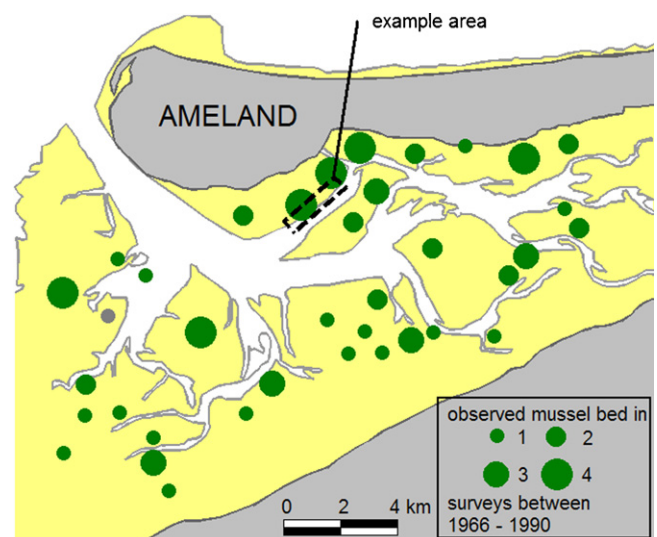 example area
AMELAND
observed mussel bed in
1 2
3 4
surveys between
1966 - 1990
0 2 4 km